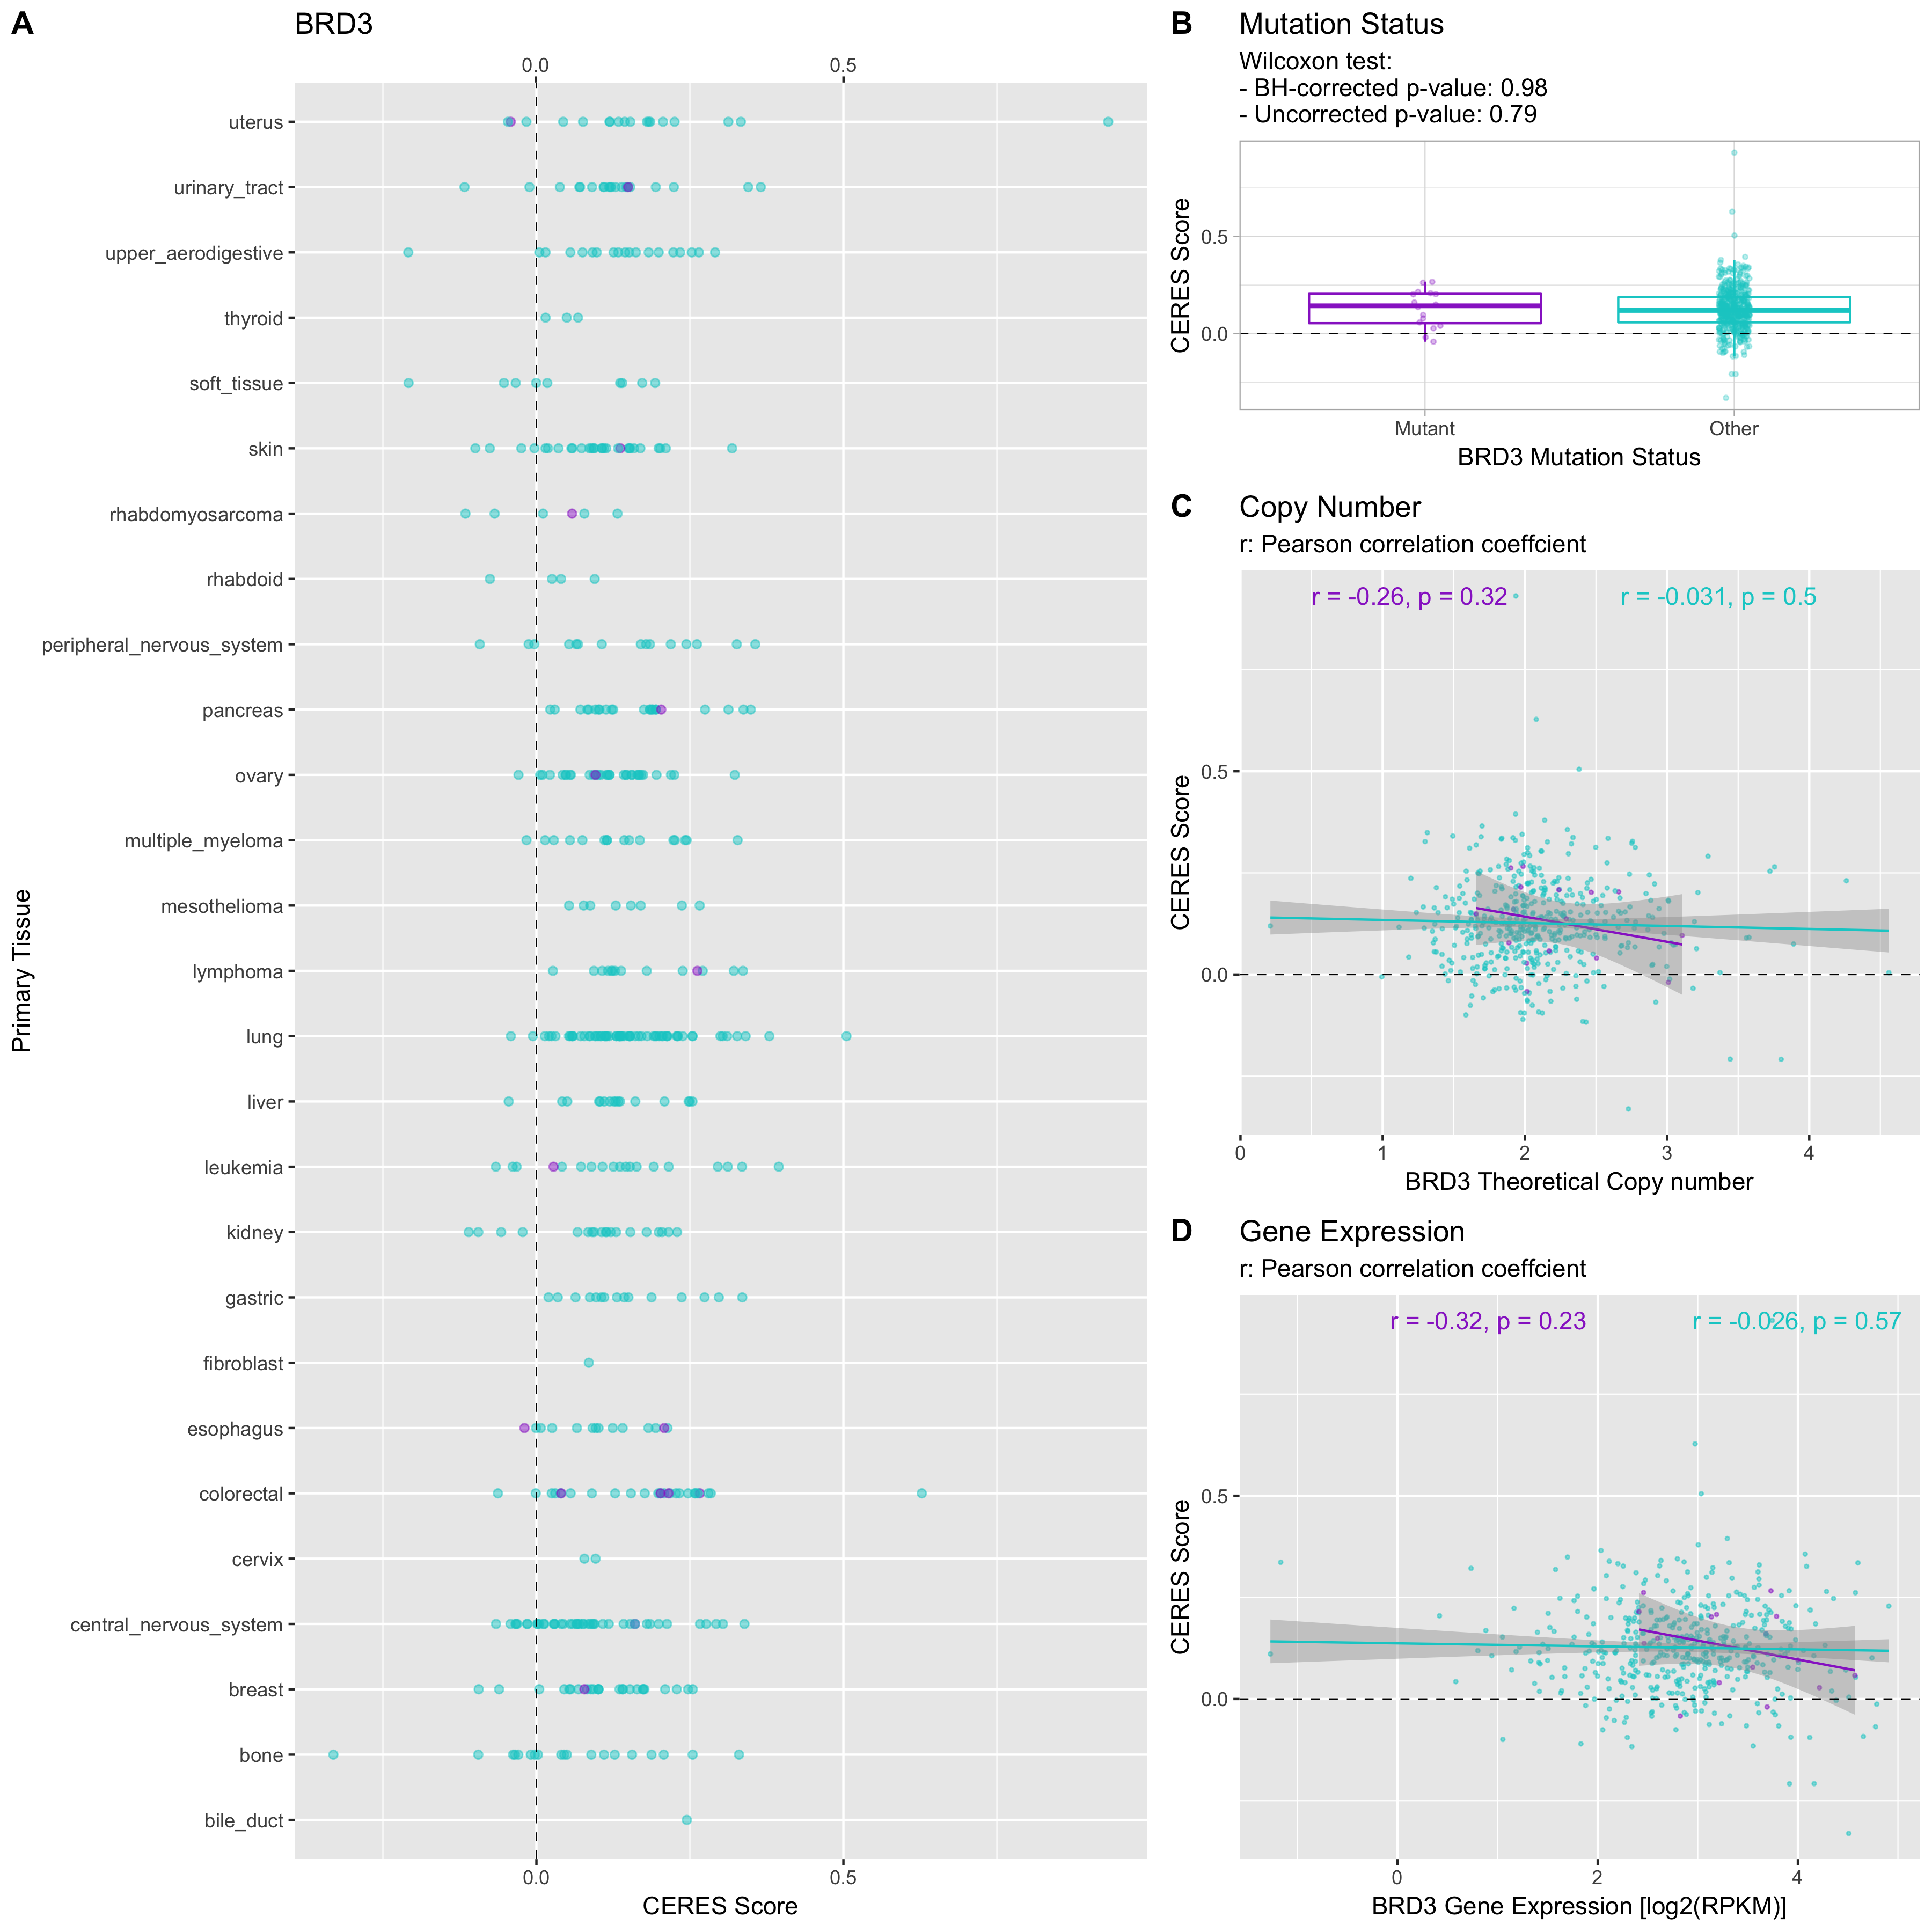 A
BRD3
0.0 0.5
uterus
urinary_tract
upper_aerodigestive
thyroid
soft_tissue
skin
rhabdomyosarcoma
rhabdoid
peripheral_nervous_system
pancreas
ovary
multiple_myeloma
mesothelioma
lymphoma
lung
liver
leukemia
kidney
gastric
fibroblast
esophagus
colorectal
cervix
central_nervous_system
breast
bone
bile_duct
Primary Tissue
0.0 0.5
CERES Score
B
Mutation Status
Wilcoxon test:
- BH-corrected p-value: 0.98
- Uncorrected p-value: 0.79
CERES Score
0.5
0.0
Mutant Other
BRD3 Mutation Status
C
Copy Number
r: Pearson correlation coeffcient
r = -0.26, p = 0.32 r = -0.031, p = 0.5
CERES Score
0.5
0.0
0 1 2 3 4
BRD3 Theoretical Copy number
D
Gene Expression
r: Pearson correlation coeffcient
r = -0.32, p = 0.23 r = -0.026, p = 0.57
CERES Score
0.5
0.0
0 2 4
BRD3 Gene Expression [log2(RPKM)]